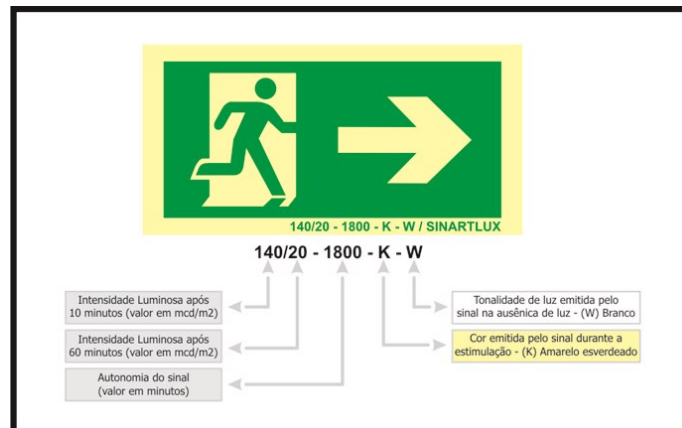 140/20 - 1800 - K - W / SINARTLUX
140/20 - 1800 - K - W
Intensidade Luminosa após
10 minutos (valor em mcd/m2)
Intensidade Luminosa após
60 minutos (valor em mcd/m2)
Autonomia do sinal
(valor em minutos)
Tonalidade de luz emitida pelo
sinal na ausênica de luz - (W) Branco
Cor emitida pelo sinal durante a
estimulação - (K) Amarelo esverdeado